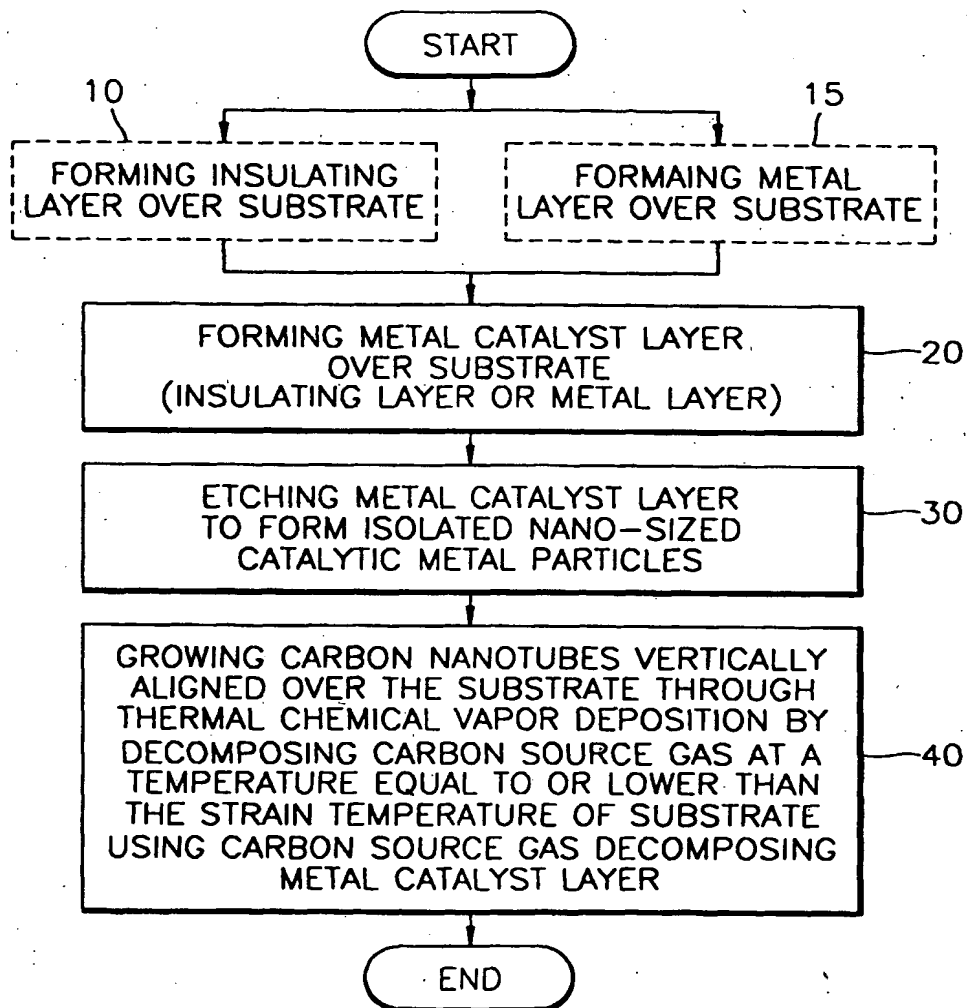 START
10
15
FORMING INSULATING
LAYER OVER SUBSTRATE
FORMAING METAL
LAYER OVER SUBSTRATE
FORMING METAL CATALYST LAYER
OVER SUBSTRATE
(INSULATING LAYER OR METAL LAYER)
20
ETCHING METAL CATALYST LAYER
TO FORM ISOLATED NANO-SIZED
CATALYTIC METAL PARTICLES
30
GROWING CARBON NANOTUBES VERTICALLY
ALIGNED OVER THE SUBSTRATE THROUGH
THERMAL CHEMICAL VAPOR DEPOSITION BY
DECOMPOSING CARBON SOURCE GAS AT A
TEMPERATURE EQUAL TO OR LOWER THAN
THE STRAIN TEMPERATURE OF SUBSTRATE
USING CARBON SOURCE GAS DECOMPOSING
METAL CATALYST LAYER
40
END